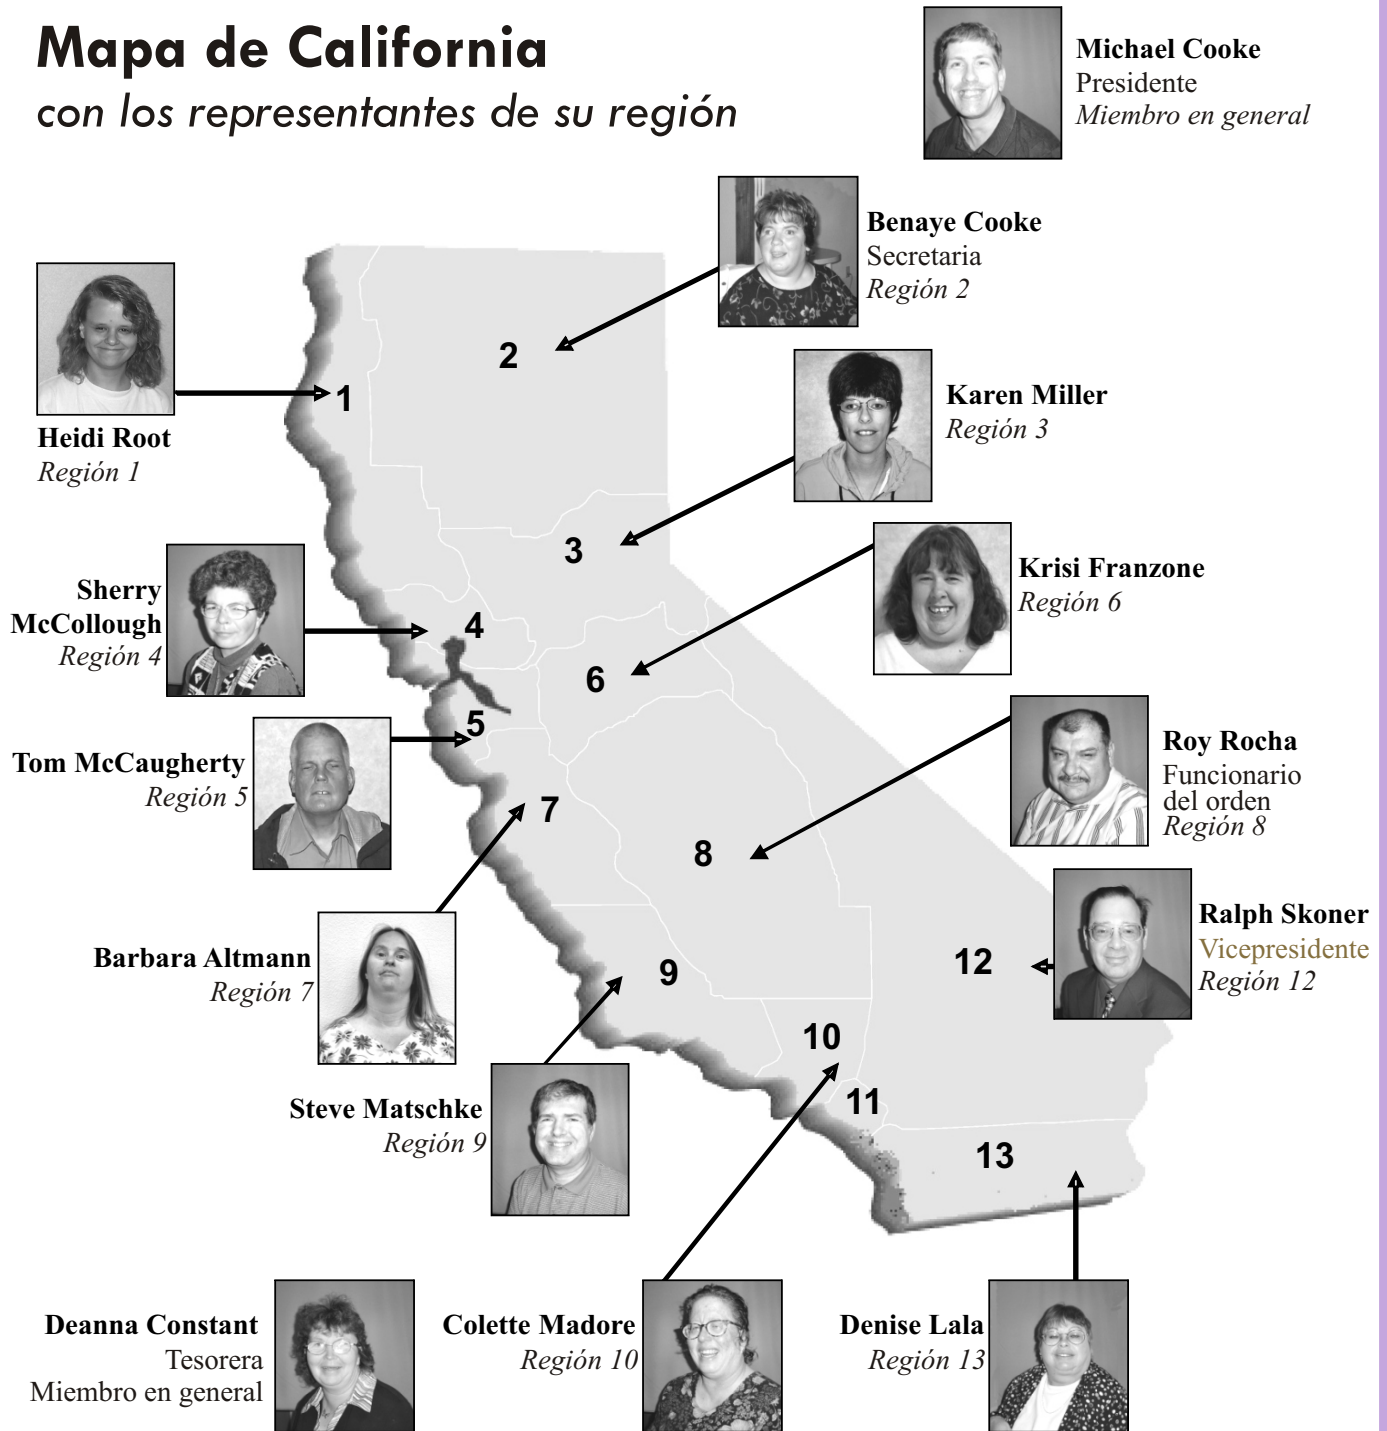 Mapa de California
con los representantes de su región
Michael Cooke
Presidente
Miembro en general
Benaye Cooke
Secretaria
Región 2
Heidi Root
Región 1
Karen Miller
Región 3
Krisi Franzone
Región 6
Sherry
McCollough
Región 4
Tom McCaugherty
Región 5
Roy Rocha
Funcionario
del orden
Región 8
Ralph Skoner
Vicepresidente
Región 12
Barbara Altmann
Región 7
Steve Matschke
Región 9
Deanna Constant
Tesorera
Miembro en general
Colette Madore
Región 10
Denise Lala
Región 13
1
2
3
4
5
6
7
8
9
10
11
12
13